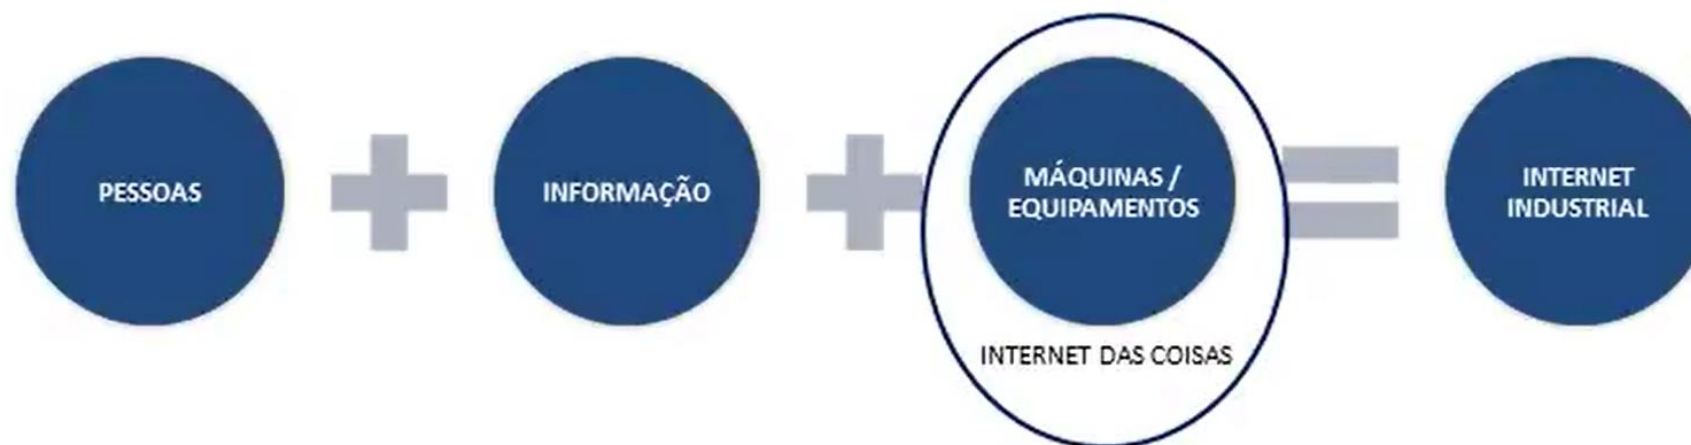 PESSOAS
INFORMAÇÃO
MÁQUINAS /
EQUIPAMENTOS
INTERNET DAS COISAS
INTERNET
INDUSTRIAL